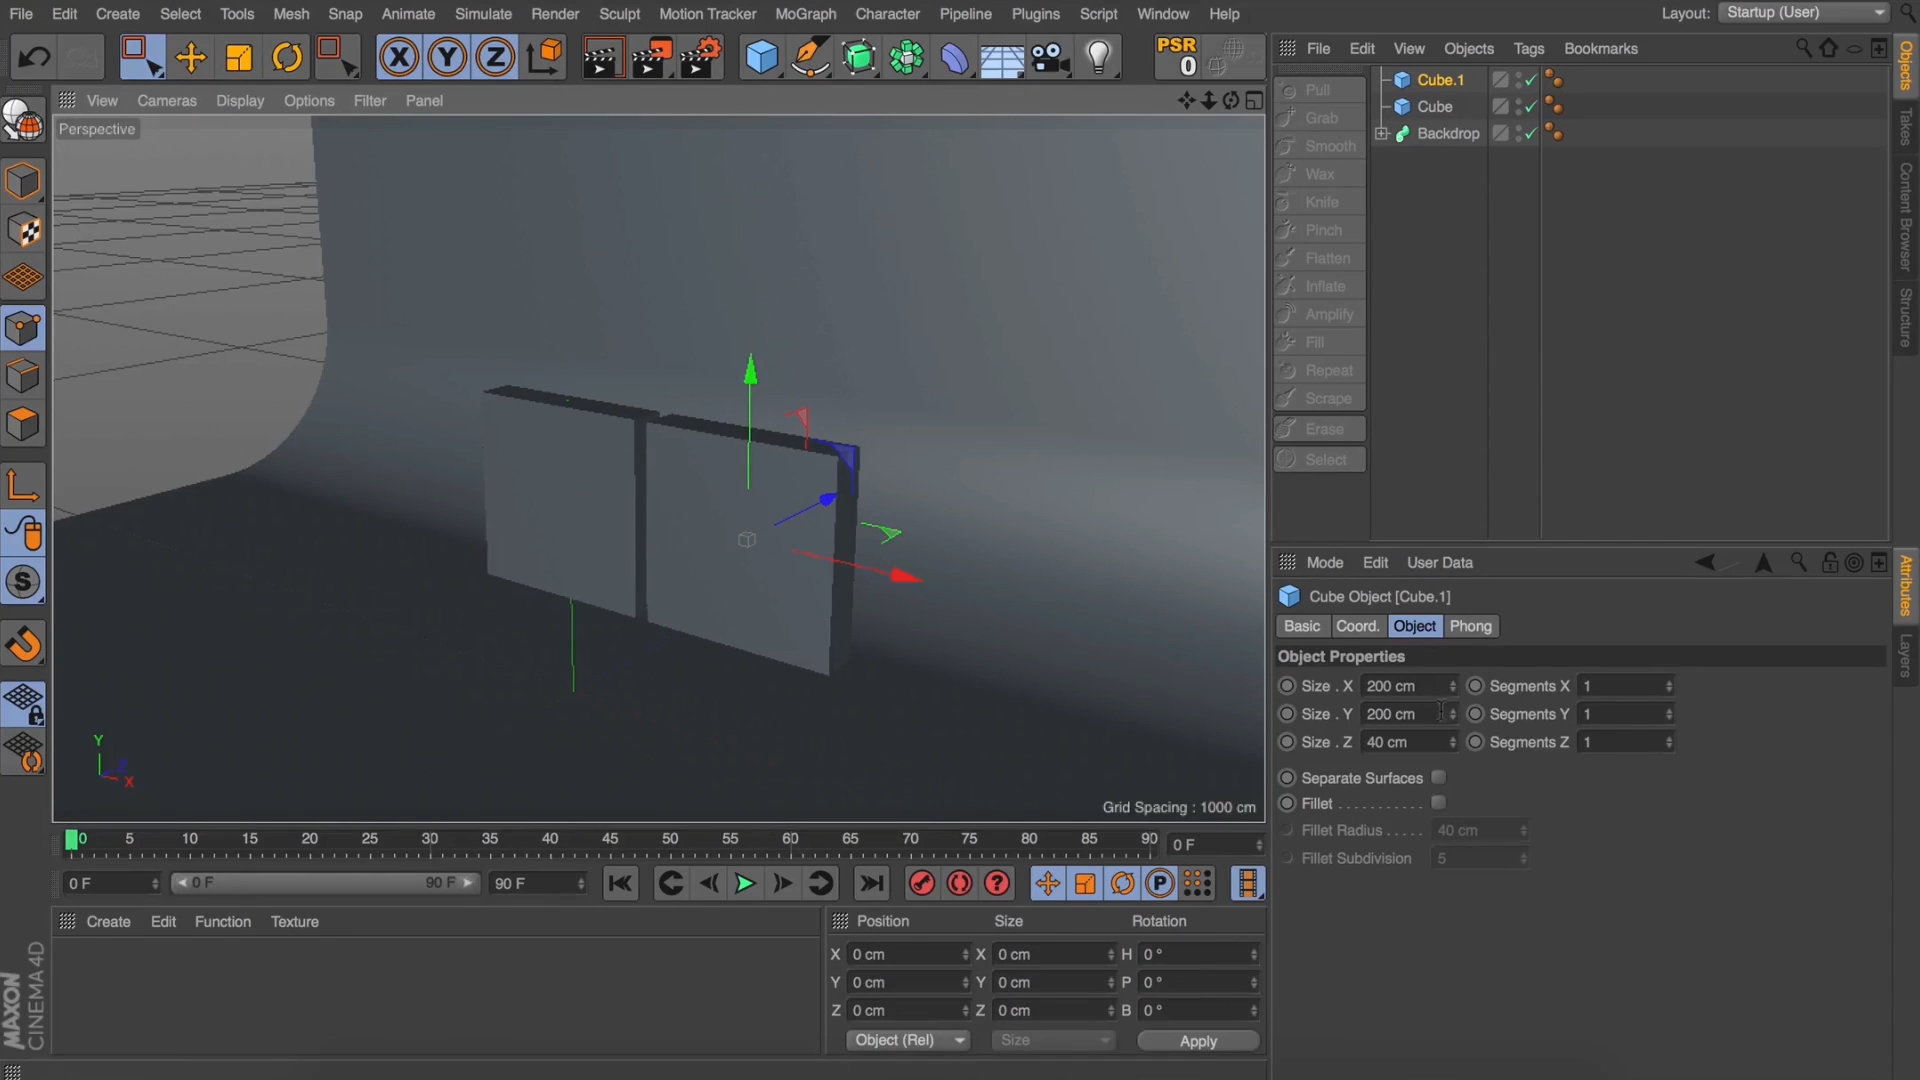 File Edit Create Select Tools Mesh Snap Animate Simulate Render Sculpt Motion Tracker MoGraph Character Pipeline Plugins Script Window Help Layout: Startup (User)
X Y Z PSR 0
File Edit View Objects Tags Bookmarks
View Cameras Display Options Filter Panel
Perspective
Pull
Grab
Smooth
Wax
Knife
Pinch
Flatten
Inflate
Amplify
Fill
Repeat
Scrape
Erase
Select
Cube.1
Cube
Backdrop
Objects
Takes
Content Browser
Structure
S
Y
Z
X
Grid Spacing : 1000 cm
Mode Edit User Data
Cube Object [Cube.1]
Basic Coord. Object Phong
Object Properties
Size . X 200 cm Segments X 1
Size . Y 200 cm Segments Y 1
Size . Z 40 cm Segments Z 1
Separate Surfaces
Fillet . . . . . . . . . . .
Fillet Radius . . . . . 40 cm
Fillet Subdivision 5
Attributes
Layers
0 5 10 15 20 25 30 35 40 45 50 55 60 65 70 75 80 85 90 0 F
0 F 0 F 90 F 90 F ? P
Create Edit Function Texture
Position Size Rotation
X 0 cm X 0 cm H 0 °
Y 0 cm Y 0 cm P 0 °
Z 0 cm Z 0 cm B 0 °
Object (Rel) Size Apply
MAXON
CINEMA 4D